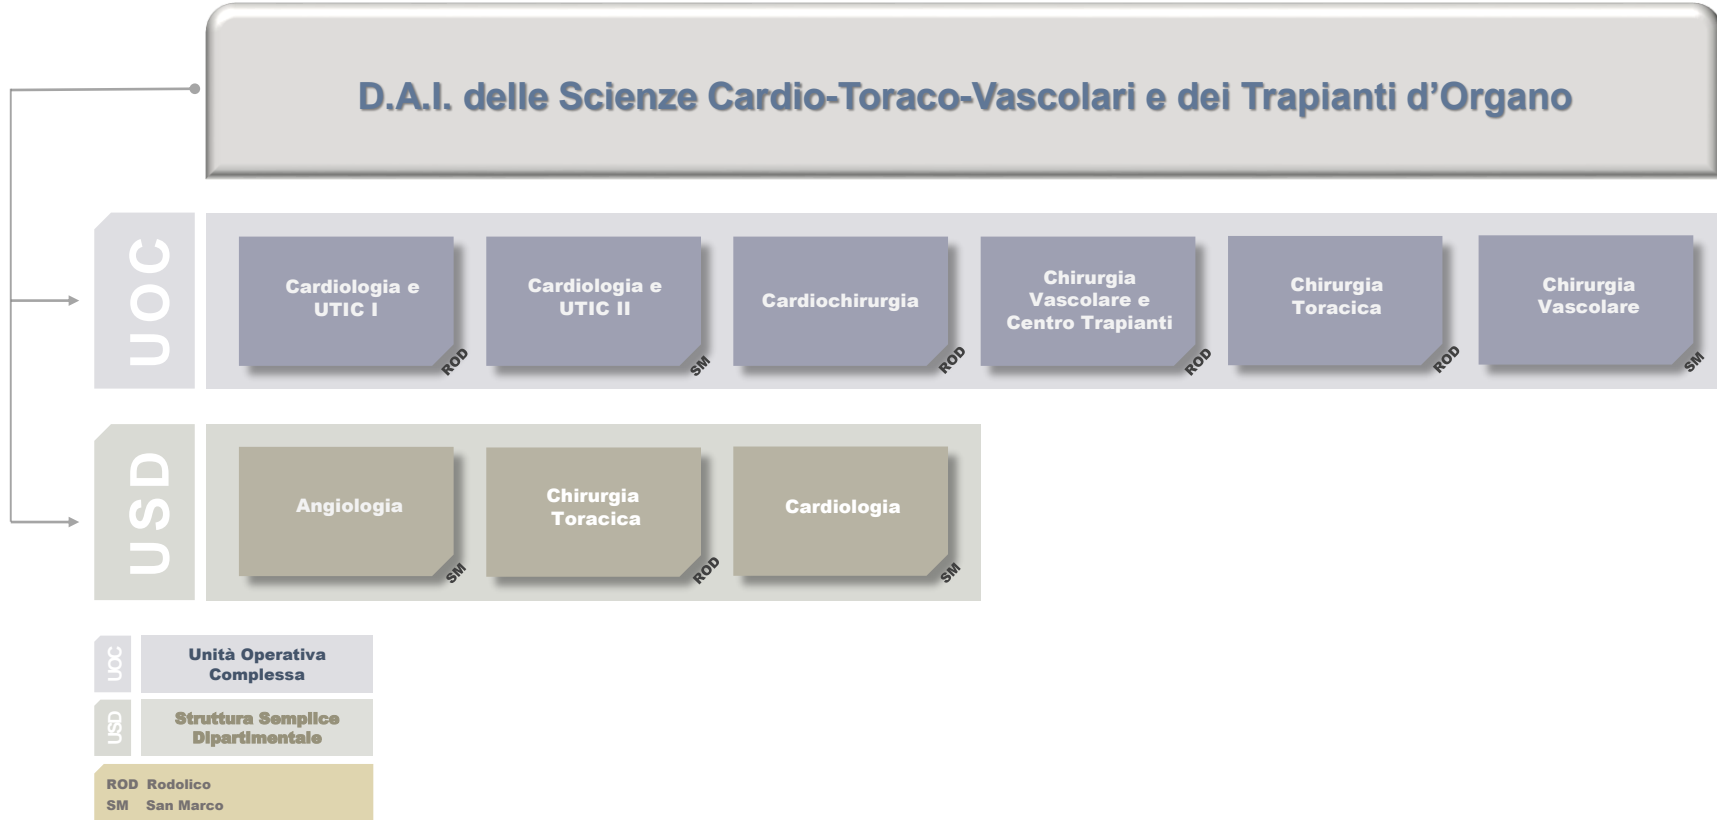 D.A.I. delle Scienze Cardio-Toraco-Vascolari e dei Trapianti d’Organo
UOC
Cardiologia e
UTIC I
ROD
Cardiologia e
UTIC II
SM
Cardiochirurgia
ROD
Chirurgia
Vascolare e
Centro Trapianti
ROD
Chirurgia
Toracica
ROD
Chirurgia
Vascolare
SM
USD
Angiologia
SM
Chirurgia
Toracica
ROD
Cardiologia
SM
UOC
Unità Operativa
Complessa
USD
Struttura Semplice
Dipartimentale
ROD Rodolico
SM San Marco